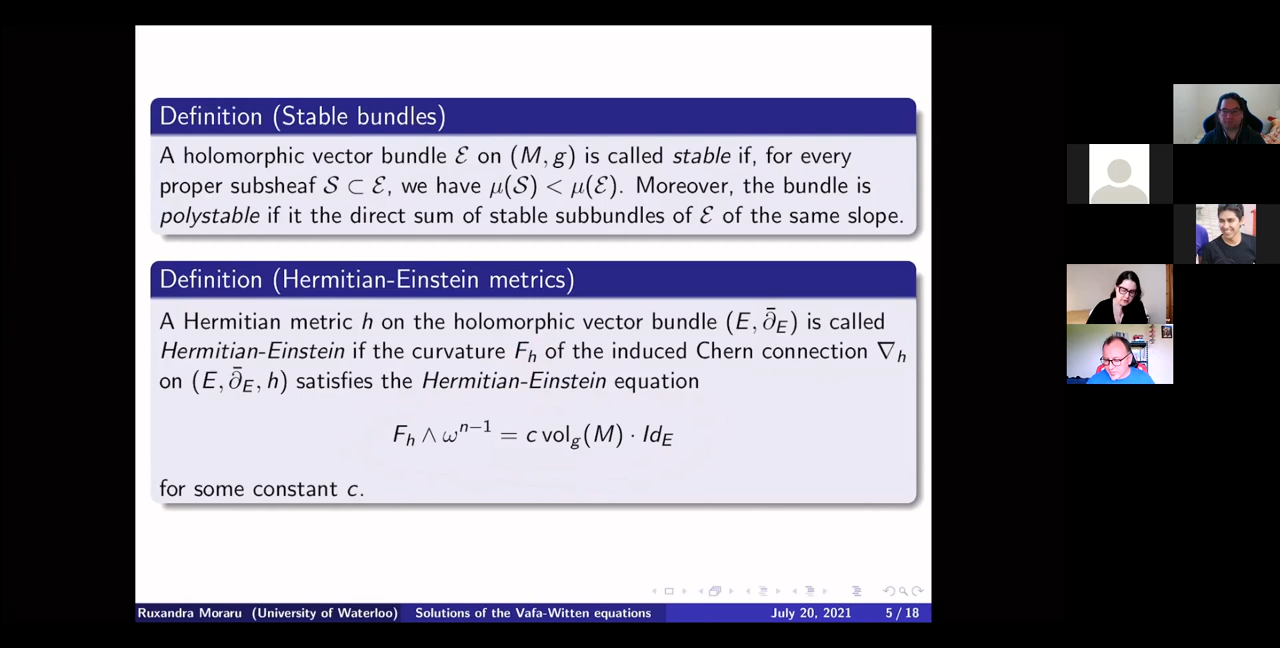 Definition (Stable bundles)
A holomorphic vector bundle ℰ on (M, g) is called stable if, for every
proper subsheaf 𝒮 ⊂ ℰ, we have μ(𝒮) < μ(ℰ). Moreover, the bundle is
polystable if it the direct sum of stable subbundles of ℰ of the same slope.
Definition (Hermitian-Einstein metrics)
A Hermitian metric h on the holomorphic vector bundle (E, ∂̄_E) is called
Hermitian-Einstein if the curvature F_h of the induced Chern connection ∇_h
on (E, ∂̄_E, h) satisfies the Hermitian-Einstein equation
F_h ∧ ω^{n−1} = c vol_g(M) · Id_E
for some constant c.
Ruxandra Moraru (University of Waterloo) Solutions of the Vafa-Witten equations July 20, 2021 5 / 18